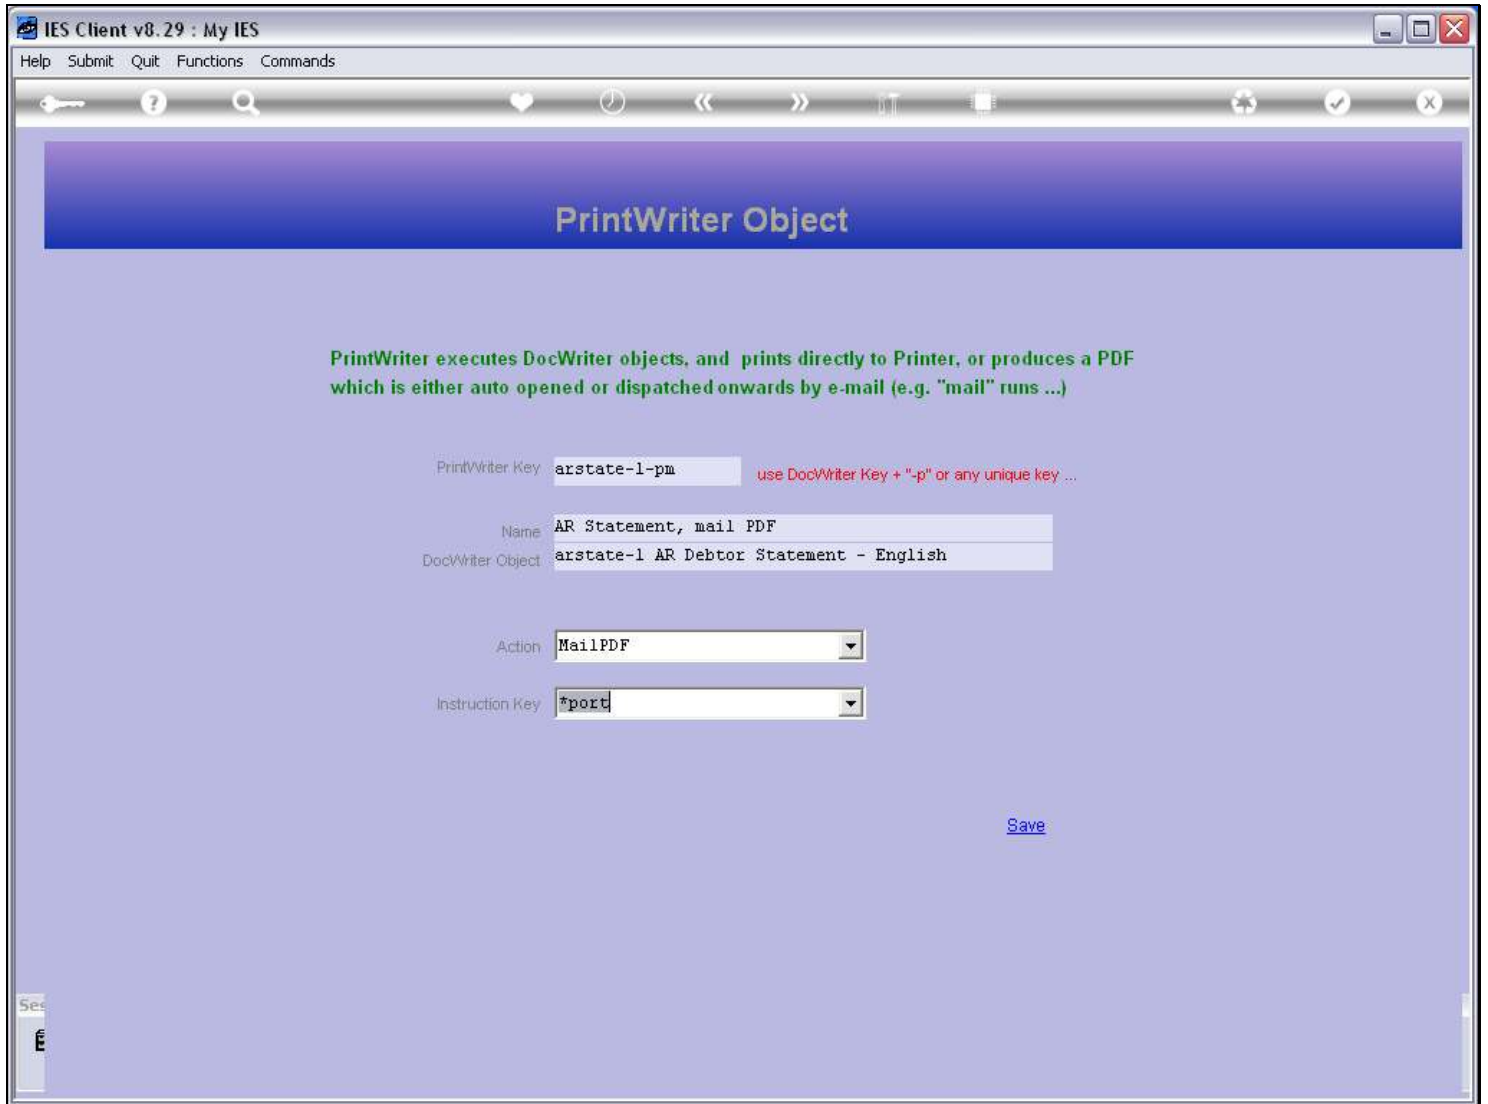 IES Client v8.29 : My IES
Help Submit Quit Functions Commands
PrintWriter Object
PrintWriter executes DocWriter objects, and prints directly to Printer, or produces a PDF
which is either auto opened or dispatched onwards by e-mail (e.g. "mail" runs ...)
PrintWriter Key arstate-1-pm use DocWriter Key + "-p" or any unique key ...
Name AR Statement, mail PDF
DocWriter Object arstate-1 AR Debtor Statement - English
Action MailPDF
Instruction Key *port
Save
Ses